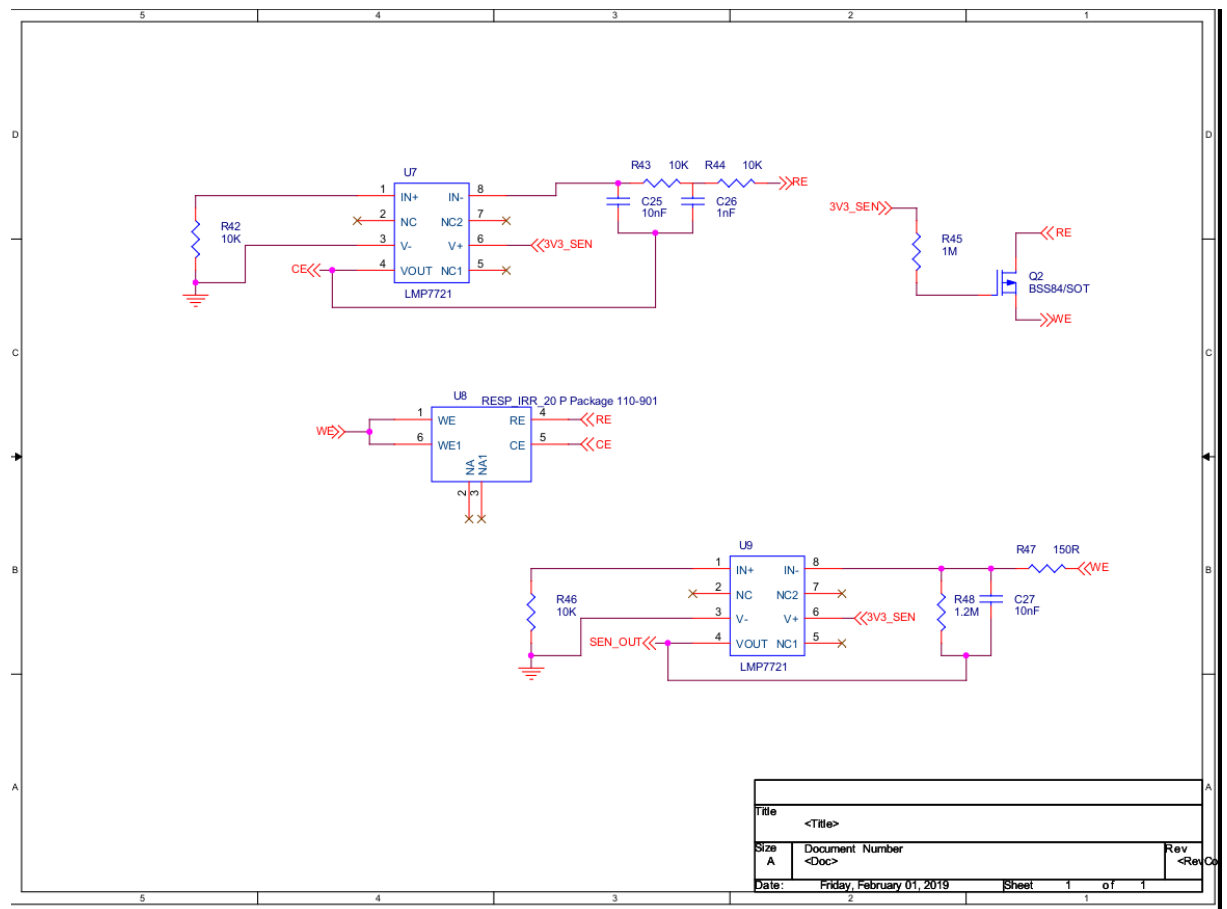 5 4 3 2 1
D D
C C
B B
A A
U7
1 IN+ IN- 8
2 NC NC2 7
3 V- V+ 6
4 VOUT NC1 5
LMP7721
R42
10K
CE
3V3_SEN
R43 10K R44 10K
RE
C25
10nF
C26
1nF
3V3_SEN
R45
1M
RE
Q2
BSS84/SOT
WE
U8
RESP_IRR_20 P Package 110-901
WE
1 WE RE 4
6 WE1 CE 5
RE
CE
NA
NA1
2
3
U9
1 IN+ IN- 8
2 NC NC2 7
3 V- V+ 6
4 VOUT NC1 5
LMP7721
R46
10K
SEN_OUT
3V3_SEN
R47 150R
WE
R48
1.2M
C27
10nF
Title
<Title>
Size Document Number Rev
A <Doc> <RevCo
Date: Friday, February 01, 2019 Sheet 1 of 1
5 4 3 2 1